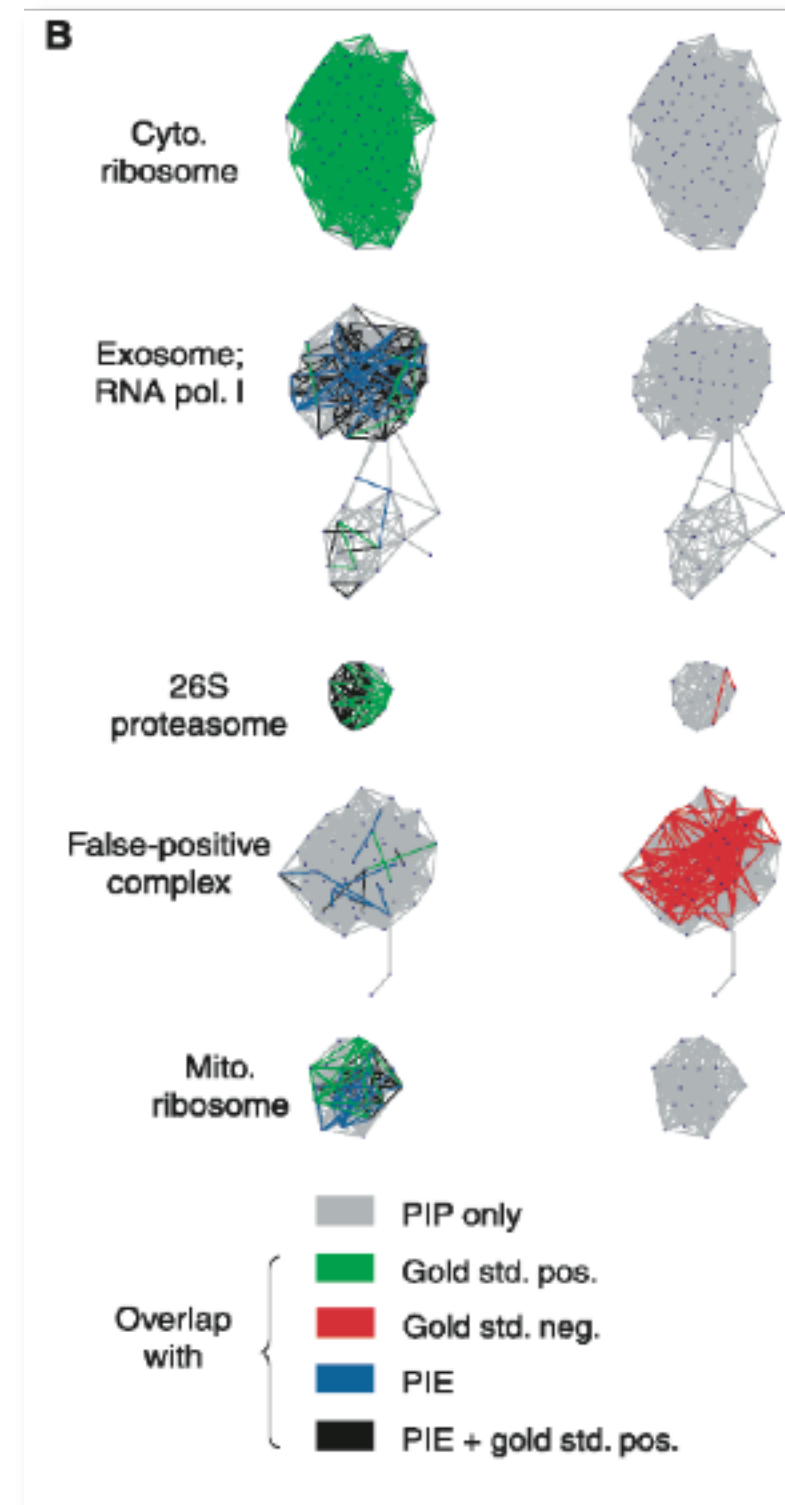 B
Cyto.
ribosome
Exosome;
RNA pol. I
26S
proteasome
False-positive
complex
Mito.
ribosome
PIP only
Gold std. pos.
Overlap
with
Gold std. neg.
PIE
PIE + gold std. pos.